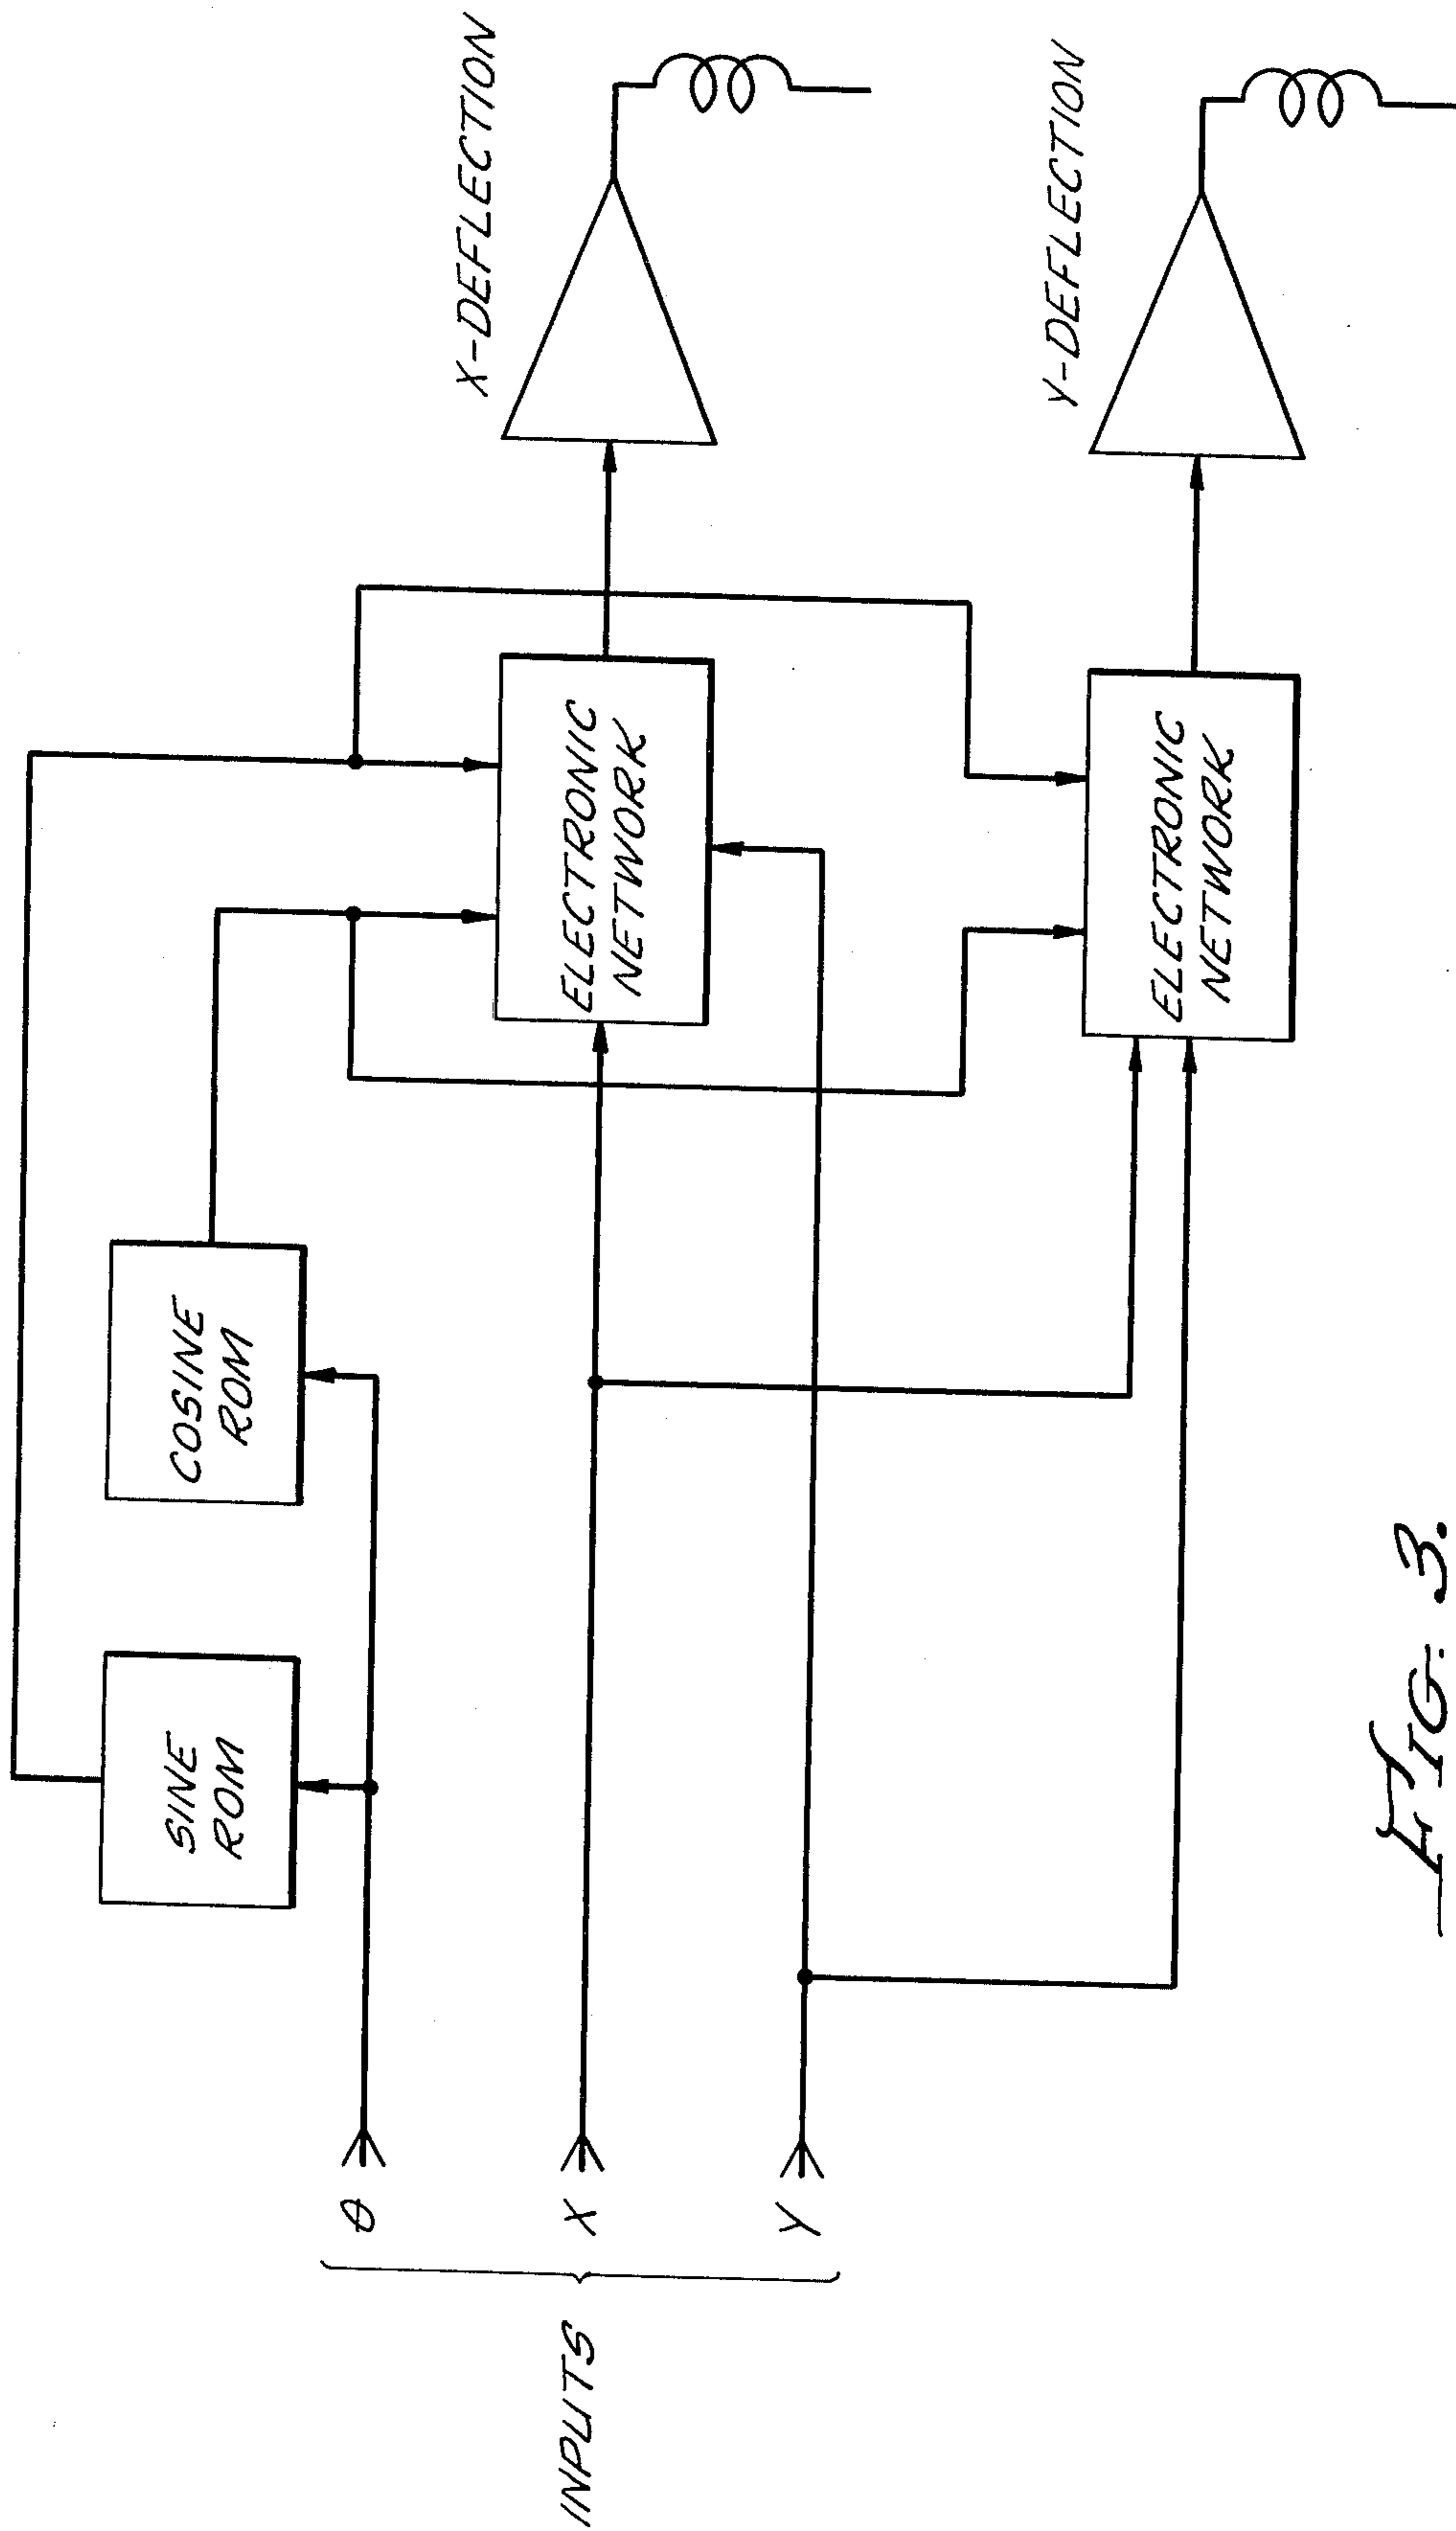 SINE
ROM
COSINE
ROM
INPUTS
θ
X
Y
ELECTRONIC
NETWORK
X-DEFLECTION
ELECTRONIC
NETWORK
Y-DEFLECTION
FIG. 3.